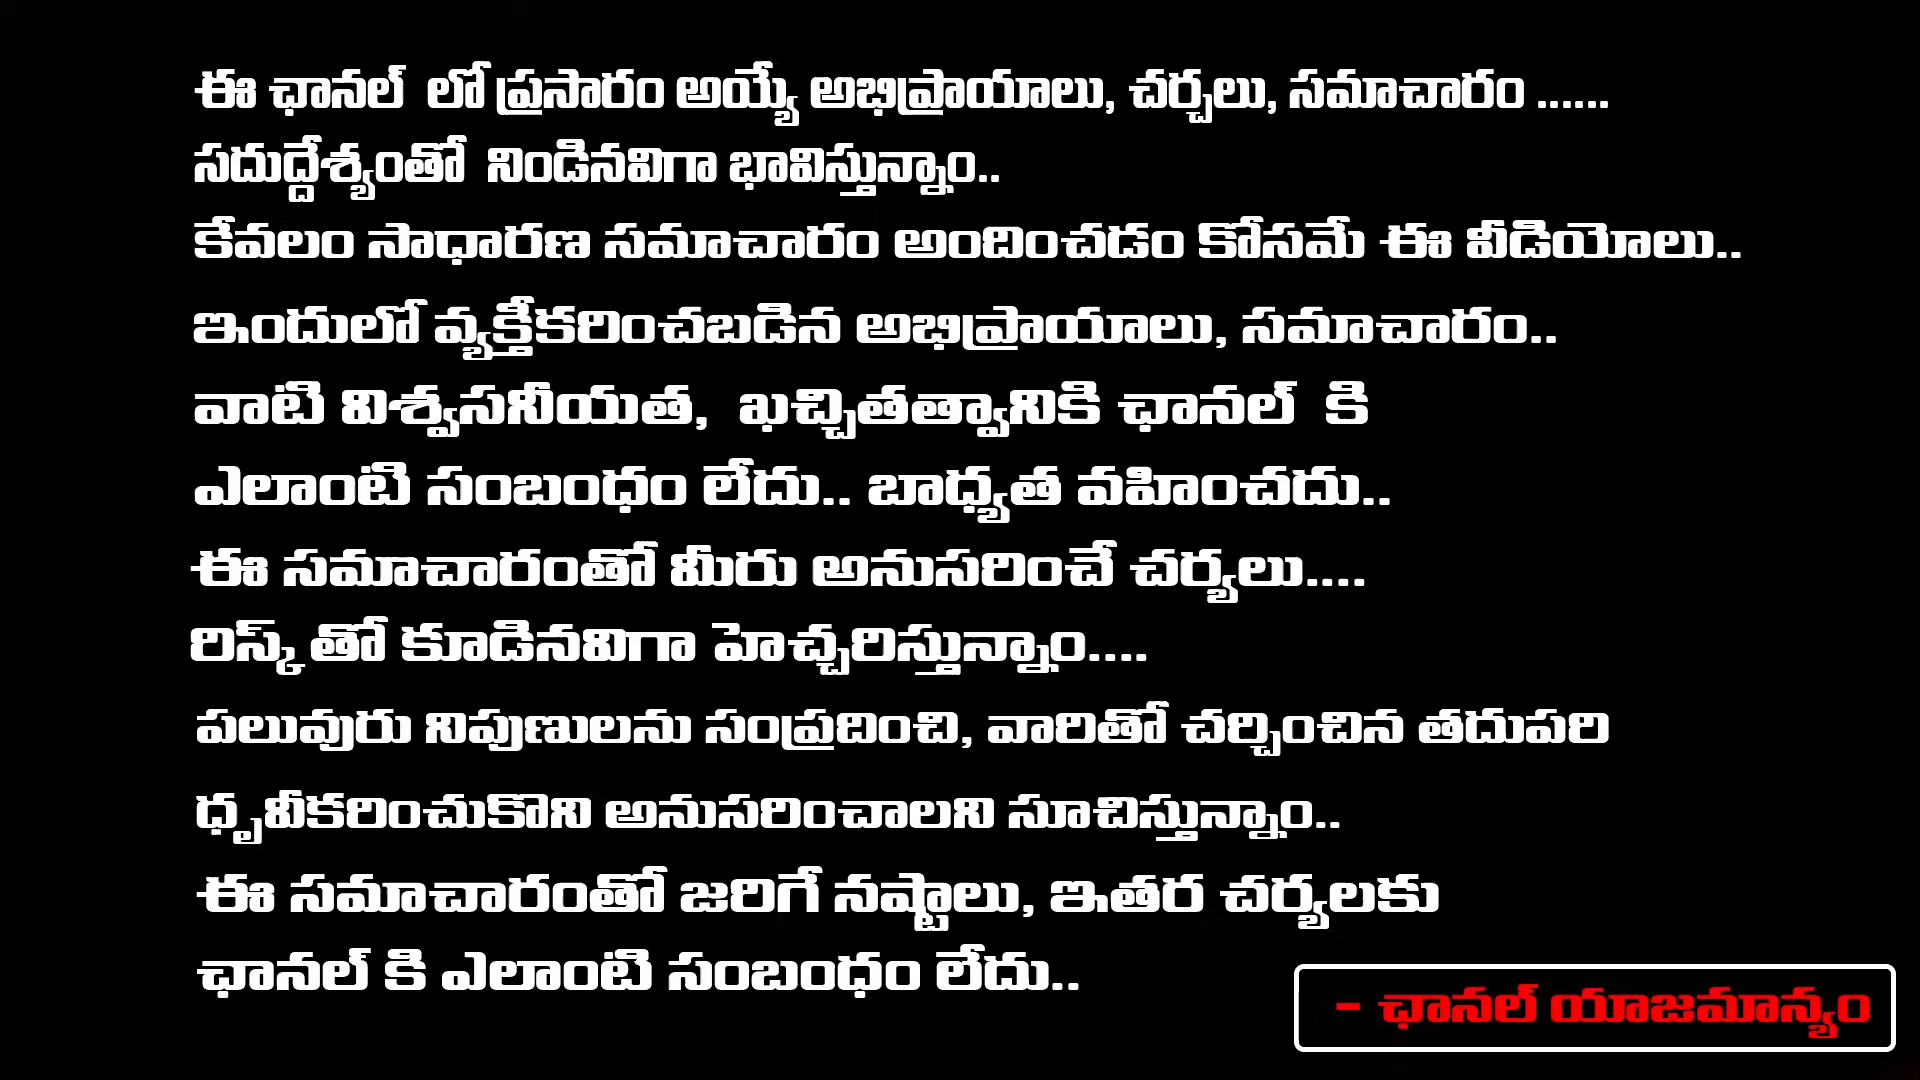 ఈ ఛానల్ లో ప్రసారం అయ్యే అభిప్రాయాలు, చర్చలు, సమాచారం ......
సదుద్దేశ్యంతో నిండినవిగా భావిస్తున్నాం..
కేవలం సాధారణ సమాచారం అందించడం కోసమే ఈ వీడియోలు..
ఇందులో వ్యక్తీకరించబడిన అభిప్రాయాలు, సమాచారం..
వాటి విశ్వసనీయత, ఖచ్చితత్వానికి ఛానల్ కి
ఎలాంటి సంబంధం లేదు.. బాధ్యత వహించదు..
ఈ సమాచారంతో మీరు అనుసరించే చర్యలు....
రిస్క్ తో కూడినవిగా హెచ్చరిస్తున్నాం....
పలువురు నిపుణులను సంప్రదించి, వారితో చర్చించిన తదుపరి
ధృవీకరించుకొని అనుసరించాలని సూచిస్తున్నాం..
ఈ సమాచారంతో జరిగే నష్టాలు, ఇతర చర్యలకు
ఛానల్ కి ఎలాంటి సంబంధం లేదు..
- ఛానల్ యాజమాన్యం